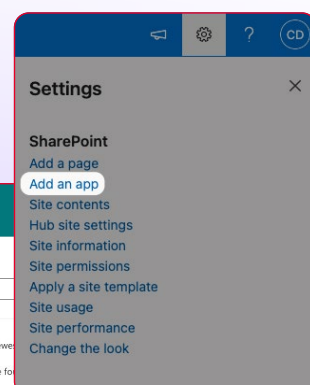 ?
CD
Settings
SharePoint
Add a page
Add an app
Site contents
Hub site settings
Site information
Site permissions
Apply a site template
Site usage
Site performance
Change the look